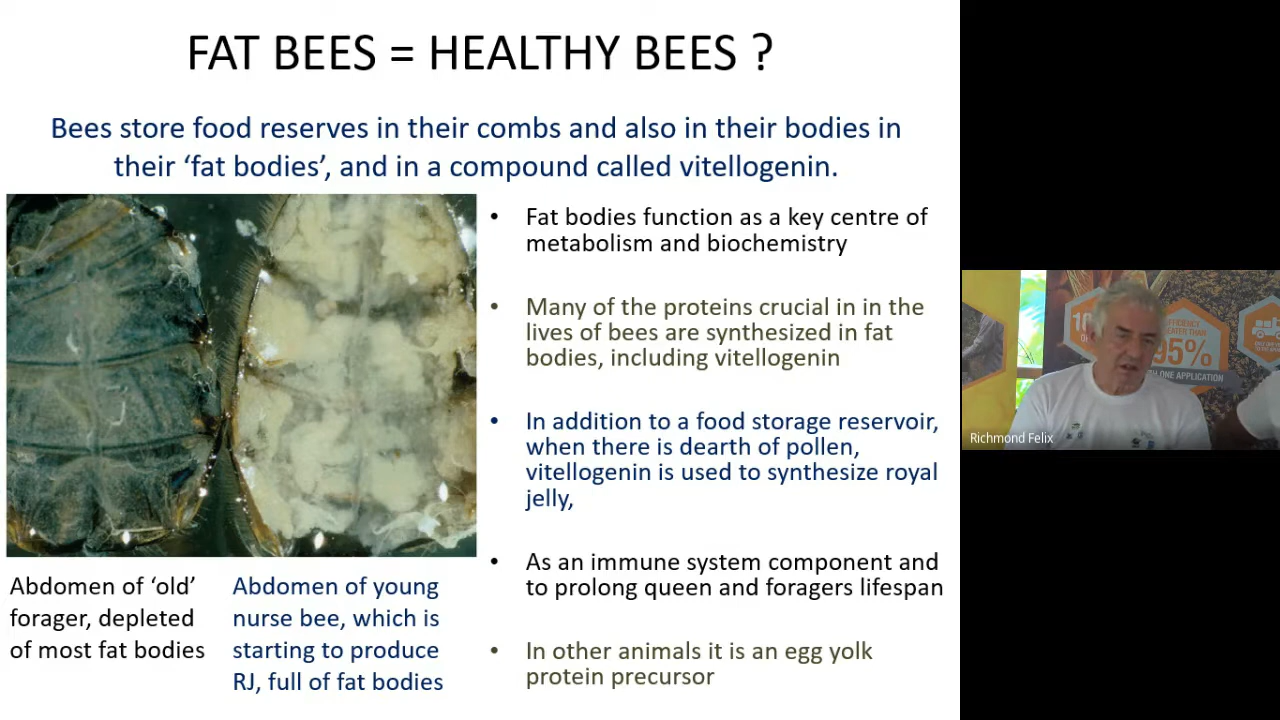 FAT BEES = HEALTHY BEES ?
Bees store food reserves in their combs and also in their bodies in
their ‘fat bodies’, and in a compound called vitellogenin.
• Fat bodies function as a key centre of
metabolism and biochemistry
• Many of the proteins crucial in in the
lives of bees are synthesized in fat
bodies, including vitellogenin
• In addition to a food storage reservoir,
when there is dearth of pollen,
vitellogenin is used to synthesize royal
jelly,
• As an immune system component and
to prolong queen and foragers lifespan
• In other animals it is an egg yolk
protein precursor
Abdomen of ‘old’
forager, depleted
of most fat bodies
Abdomen of young
nurse bee, which is
starting to produce
RJ, full of fat bodies
EFFICIENCY
95%
ONE APPLICATION
Richmond Felix